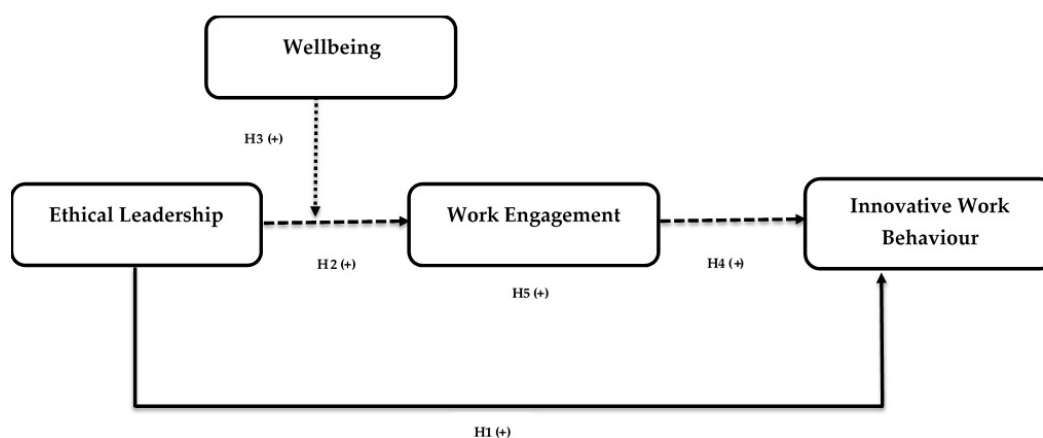 Wellbeing
H3 (+)
Ethical Leadership
H2 (+)
Work Engagement
H5 (+)
H4 (+)
Innovative Work
Behaviour
H1 (+)